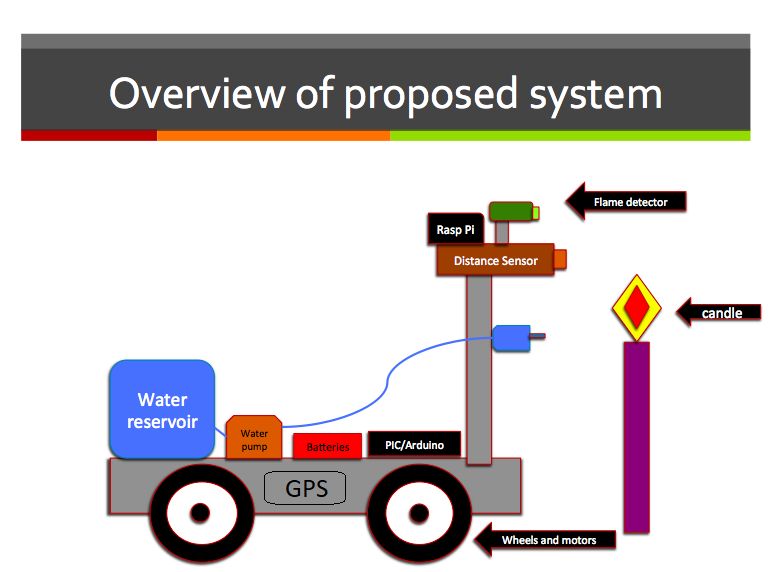 Overview of proposed system
Flame detector
Rasp Pi
Distance Sensor
candle
Water
reservoir
Water
pump
Batteries
PIC/Arduino
GPS
Wheels and motors